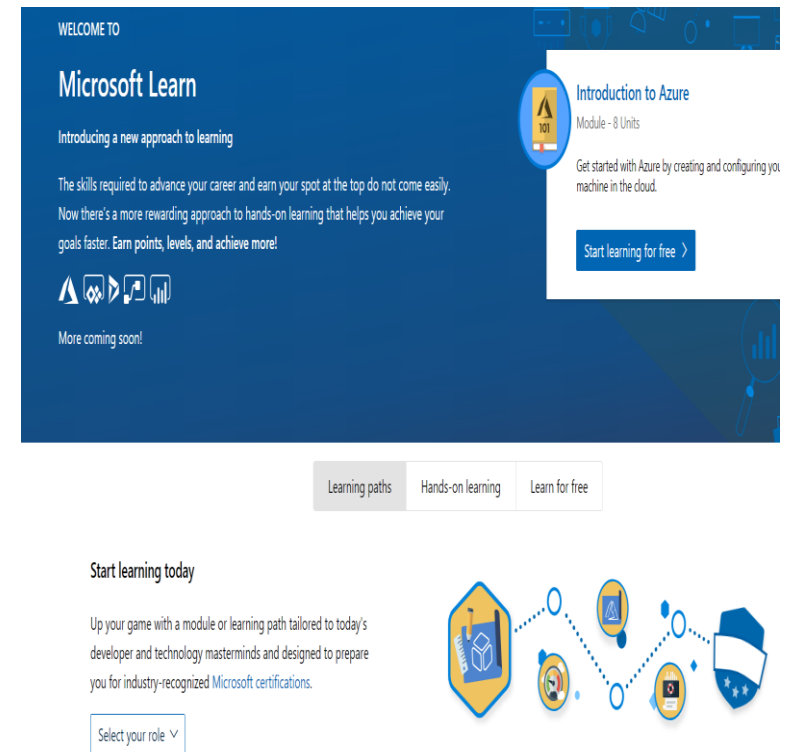 WELCOME TO
Microsoft Learn
Introducing a new approach to learning
The skills required to advance your career and earn your spot at the top do not come easily.
Now there's a more rewarding approach to hands-on learning that helps you achieve your
goals faster. Earn points, levels, and achieve more!
More coming soon!
101
Introduction to Azure
Module - 8 Units
Get started with Azure by creating and configuring
machine in the cloud.
Start learning for free
Learning paths
Hands-on learning
Learn for free
Start learning today
Up your game with a module or learning path tailored to today's
developer and technology masterminds and designed to prepare
you for industry-recognized Microsoft certifications.
Select your role